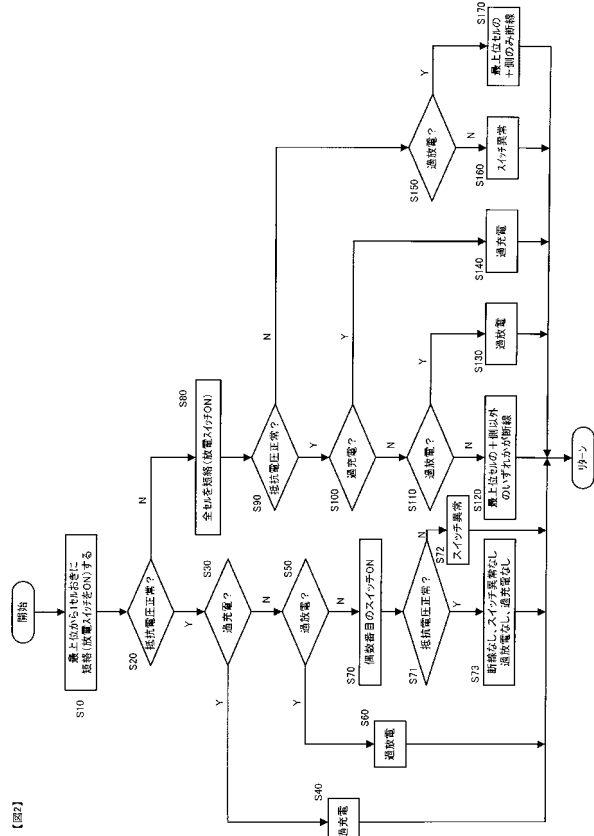 【図2】
開始
S10
最上位から1セルおきに
短絡(放電スイッチをON)する
S20
抵抗電圧正常?
Y
N
S30
過充電?
Y
N
S40
過充電
S50
過放電?
Y
N
S60
過放電
S70
偶数番目のスイッチON
S71
抵抗電圧正常?
N
Y
S72
スイッチ異常
S73
断線なし、スイッチ異常なし
過放電なし、過充電なし
S80
全セルを短絡(放電スイッチON)
S90
抵抗電圧正常?
N
Y
S100
過充電?
Y
N
S110
過放電?
Y
N
S120
最上位セルの+側以外
のいずれかが断線
S130
過放電
S140
過充電
S150
過放電?
Y
N
S160
スイッチ異常
S170
最上位セルの
+側のみ断線
リターン